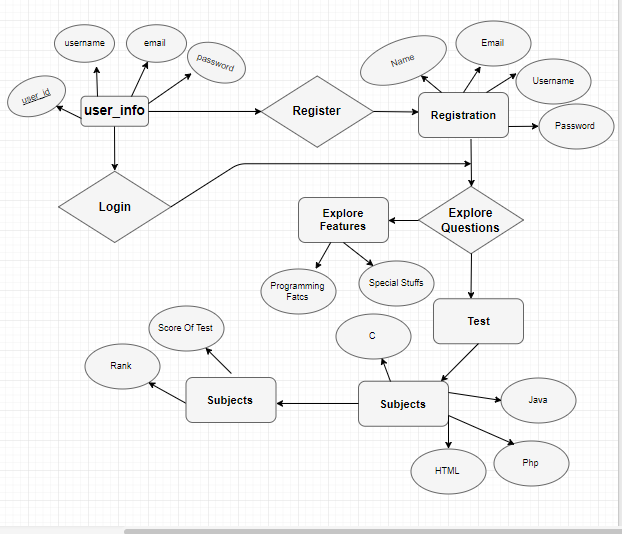 username
email
password
user_id
user_info
Register
Name
Email
Username
Password
Registration
Login
Explore
Features
Explore
Questions
Programming
Fatcs
Special Stuffs
Test
Score Of Test
C
Rank
Subjects
Subjects
Java
HTML
Php